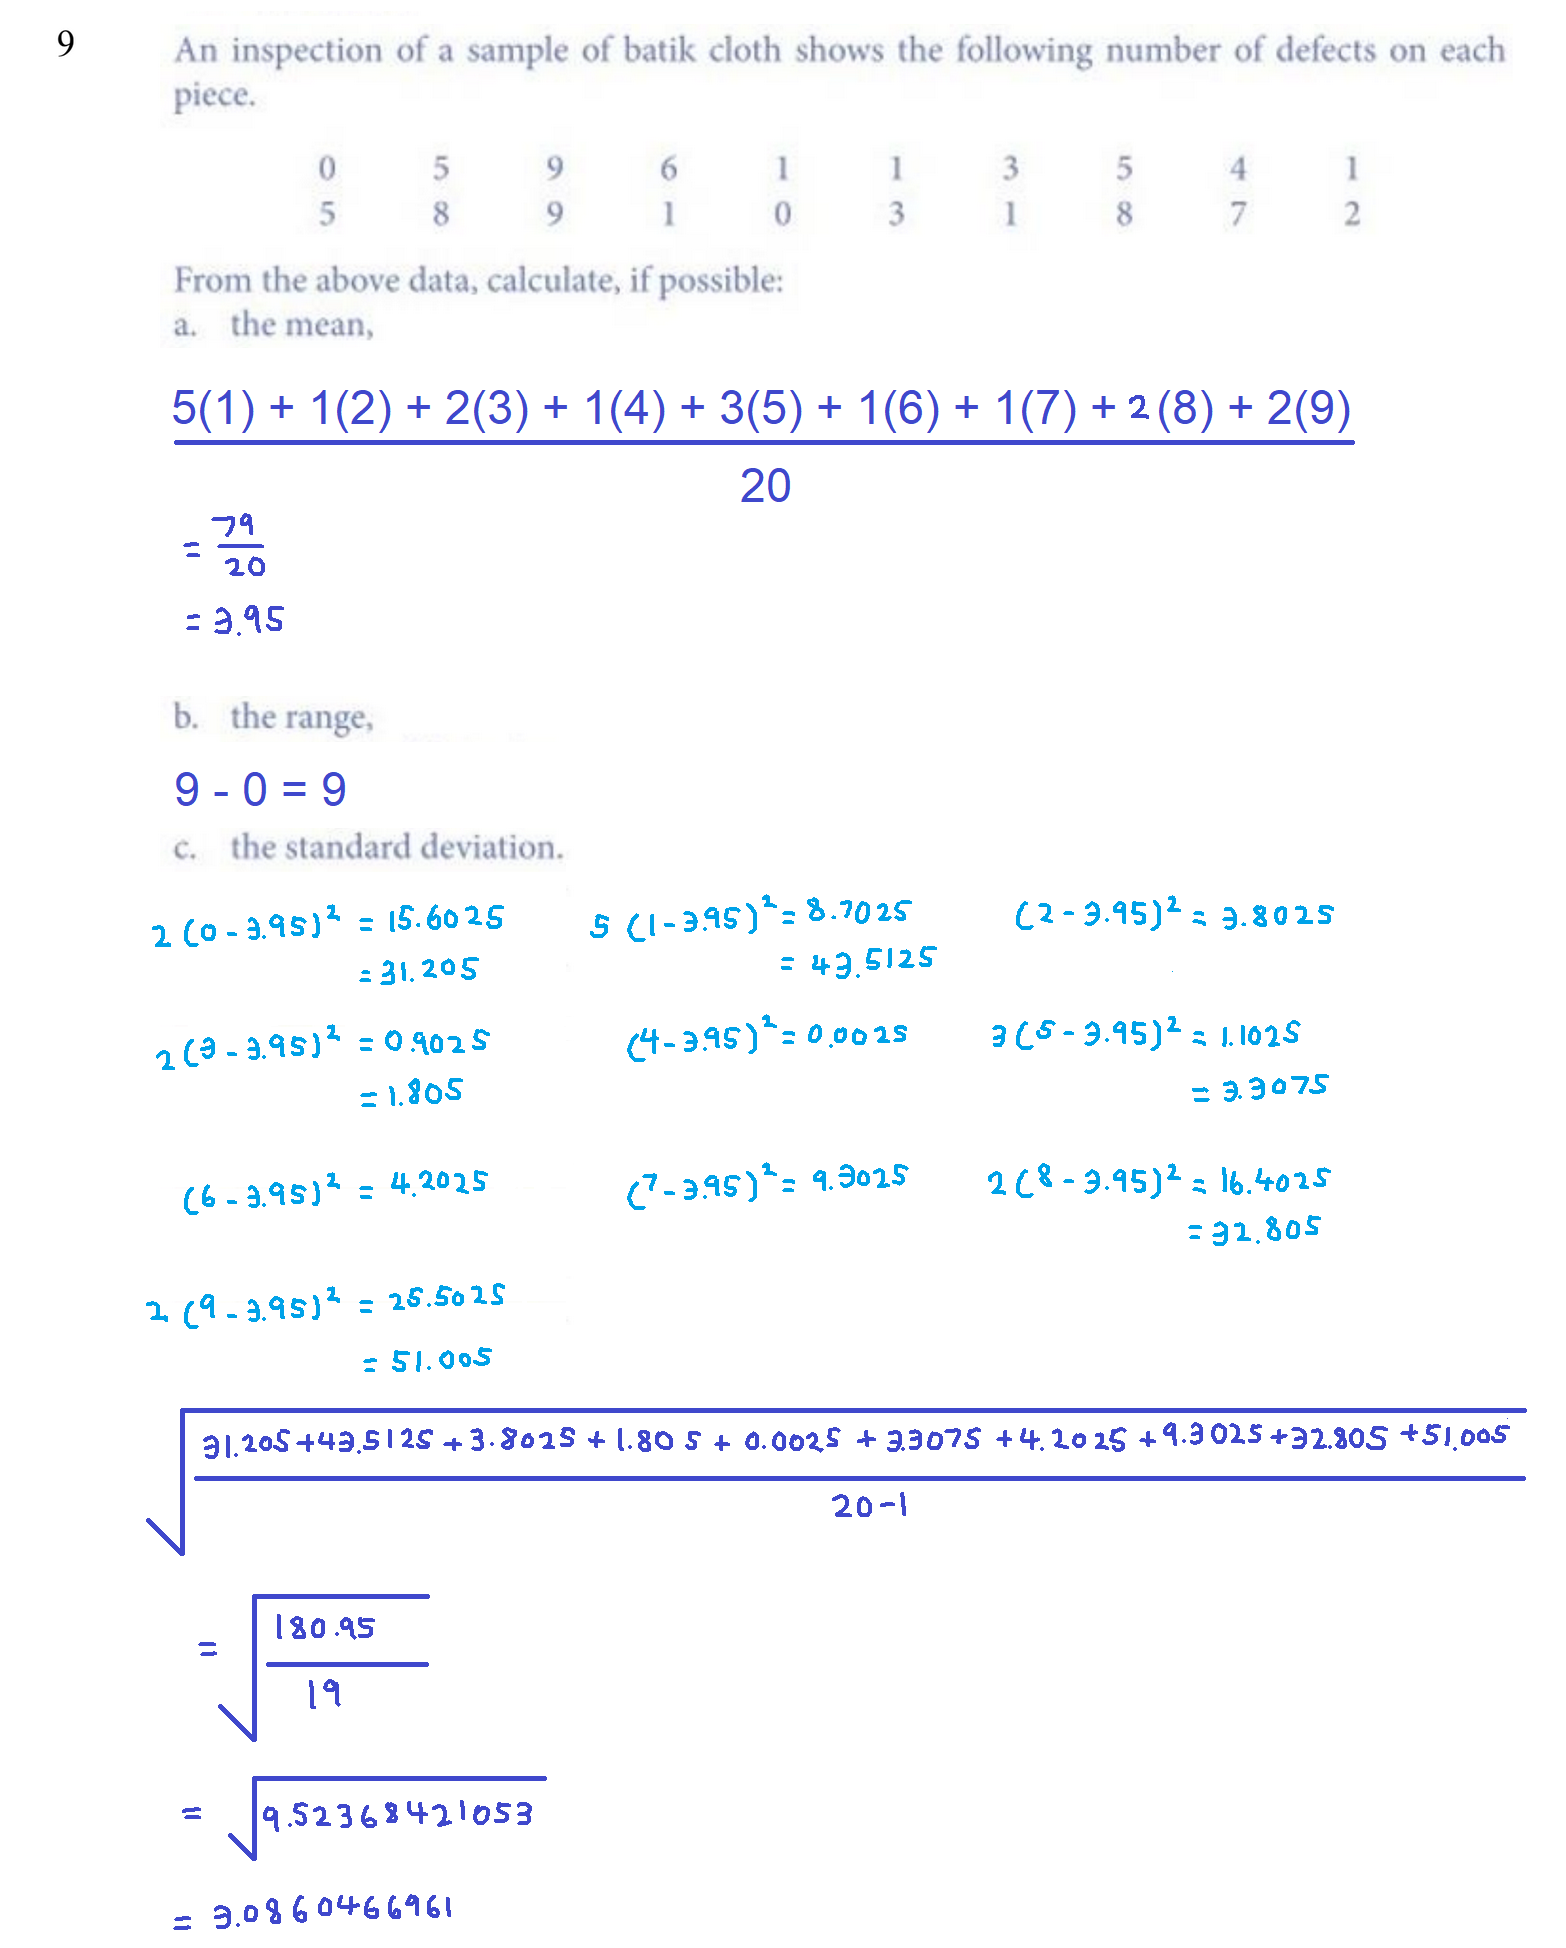 9
An inspection of a sample of batik cloth shows the following number of defects on each
piece.
0 5 9 6 1 1 3 5 4 1
5 8 9 1 0 3 1 8 7 2
From the above data, calculate, if possible:
a. the mean,
5(1) + 1(2) + 2(3) + 1(4) + 3(5) + 1(6) + 1(7) + 2(8) + 2(9)
20
= 79
20
= 3.95
b. the range,
9 - 0 = 9
c. the standard deviation.
2(0-3.95)² = 15.6025 5(1-3.95)² = 8.7025 (2-3.95)² = 3.8025
= 31.205 = 43.5125
2(3-3.95)² = 0.9025 (4-3.95)² = 0.0025 3(5-3.95)² = 1.1025
= 1.805 = 3.3075
(6-3.95)² = 4.2025 (7-3.95)² = 9.3025 2(8-3.95)² = 16.4025
= 32.805
2(9-3.95)² = 25.5025
= 51.005
√ 31.205+43.5125+3.8025+1.805+0.0025+3.3075+4.2025+9.3025+32.805+51.005
20-1
= √ 180.95
19
= √ 9.52368421053
= 3.0860466961